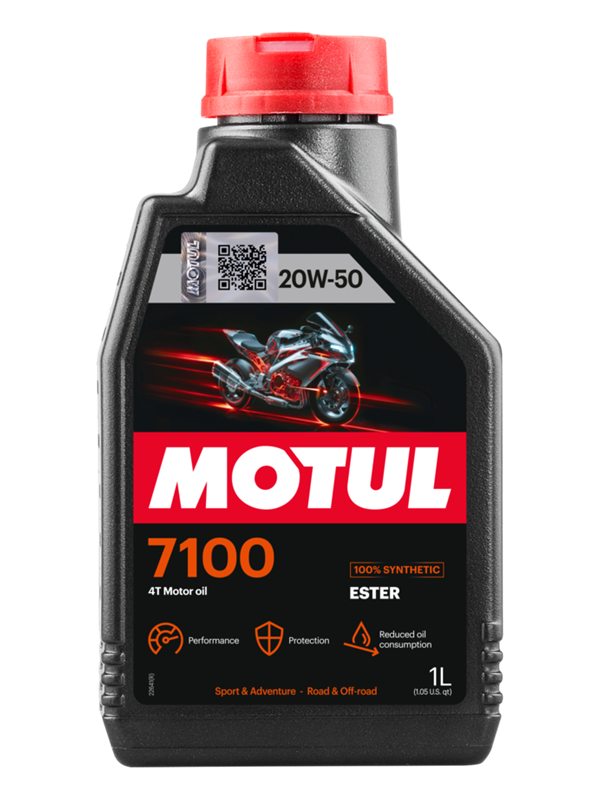 MOTUL
20W-50
MOTUL
7100
4T Motor oil
100% SYNTHETIC
ESTER
Performance
Protection
Reduced oil
consumption
1L
(1.05 U.S. qt)
Sport & Adventure - Road & Off-road